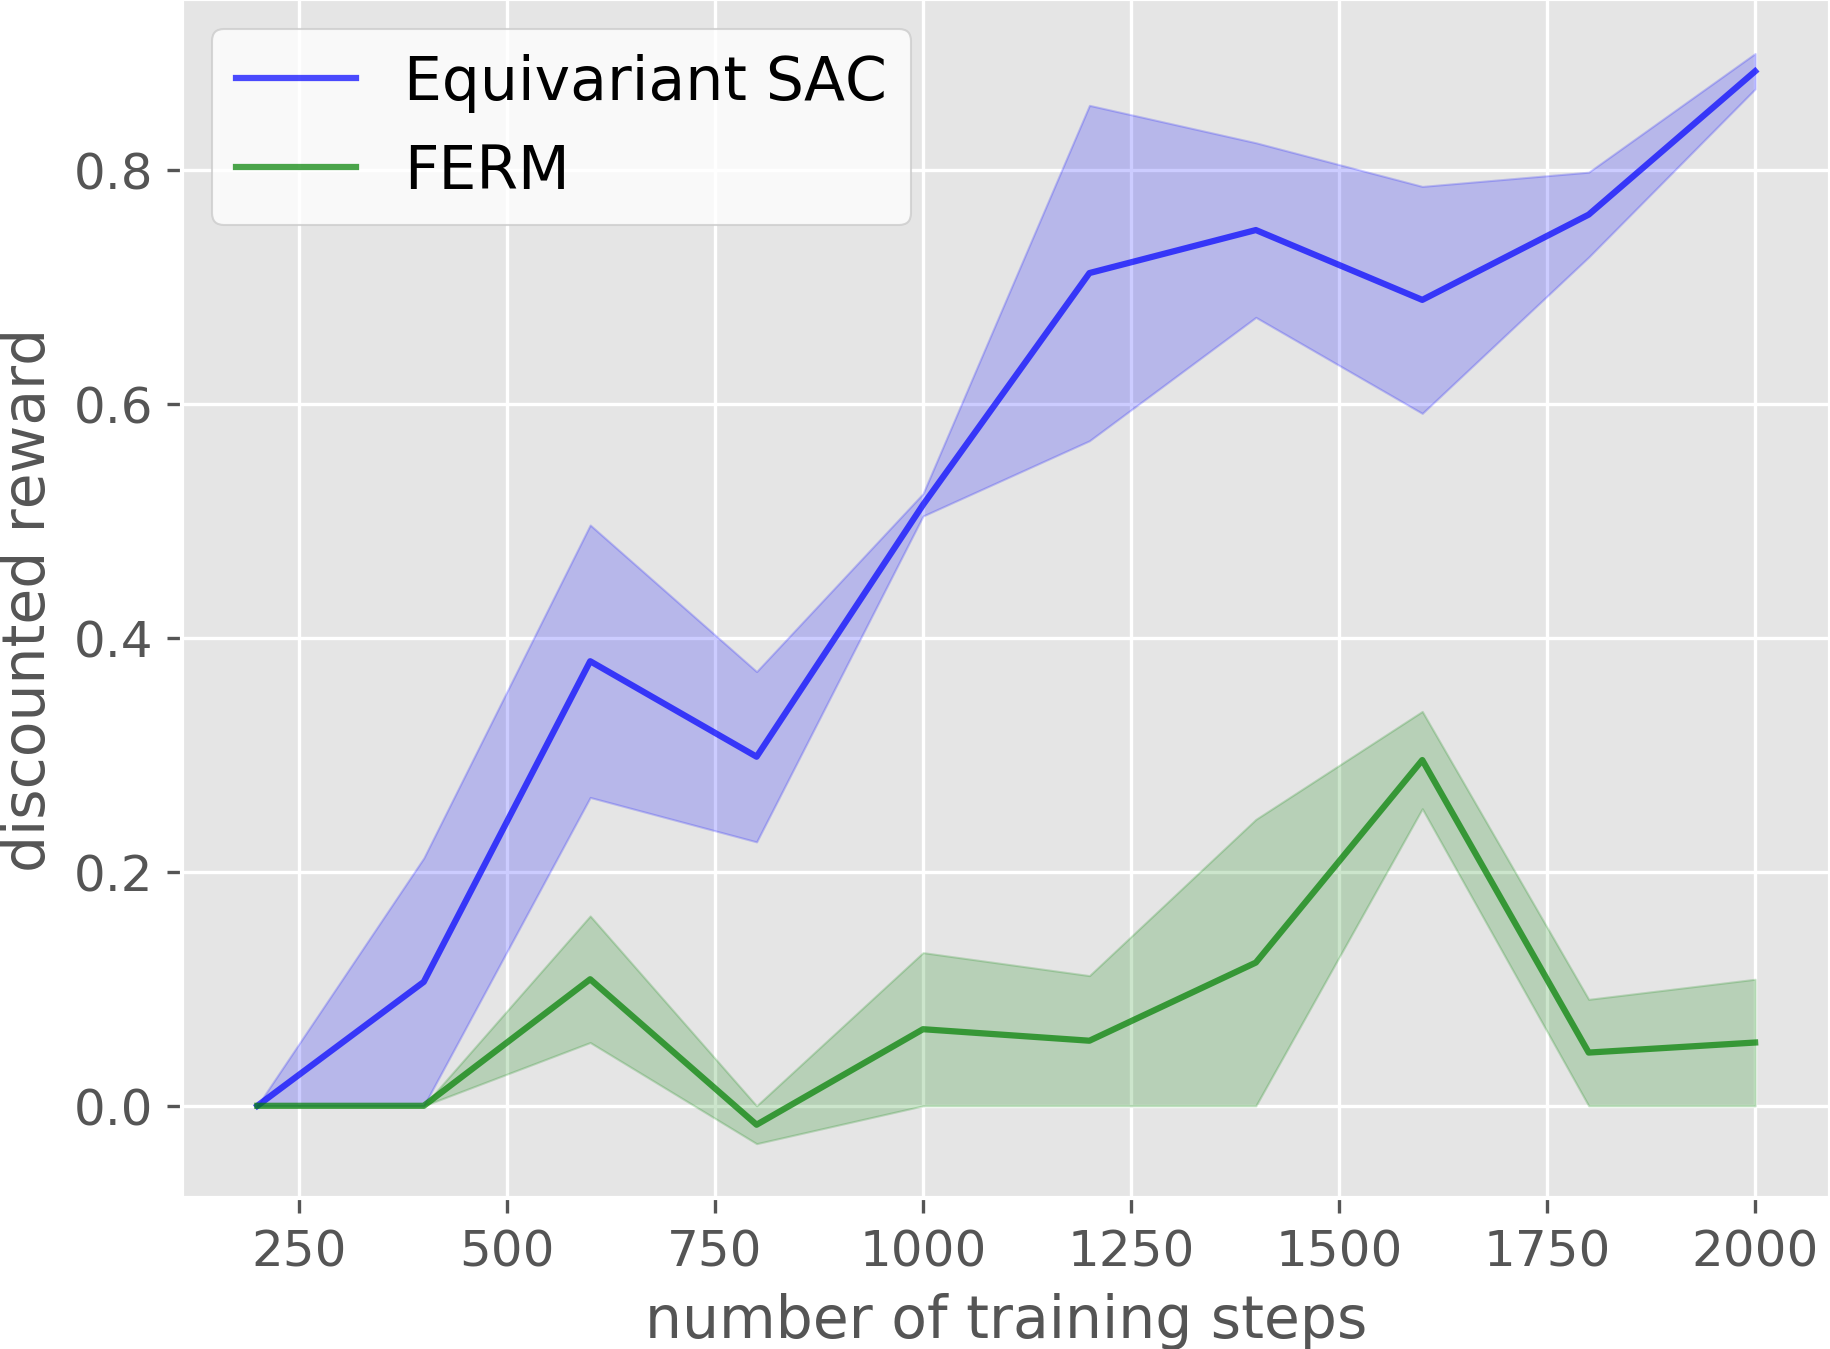 Equivariant SAC
FERM
discounted reward
0.8
0.6
0.4
0.2
0.0
250 500 750 1000 1250 1500 1750 2000
number of training steps